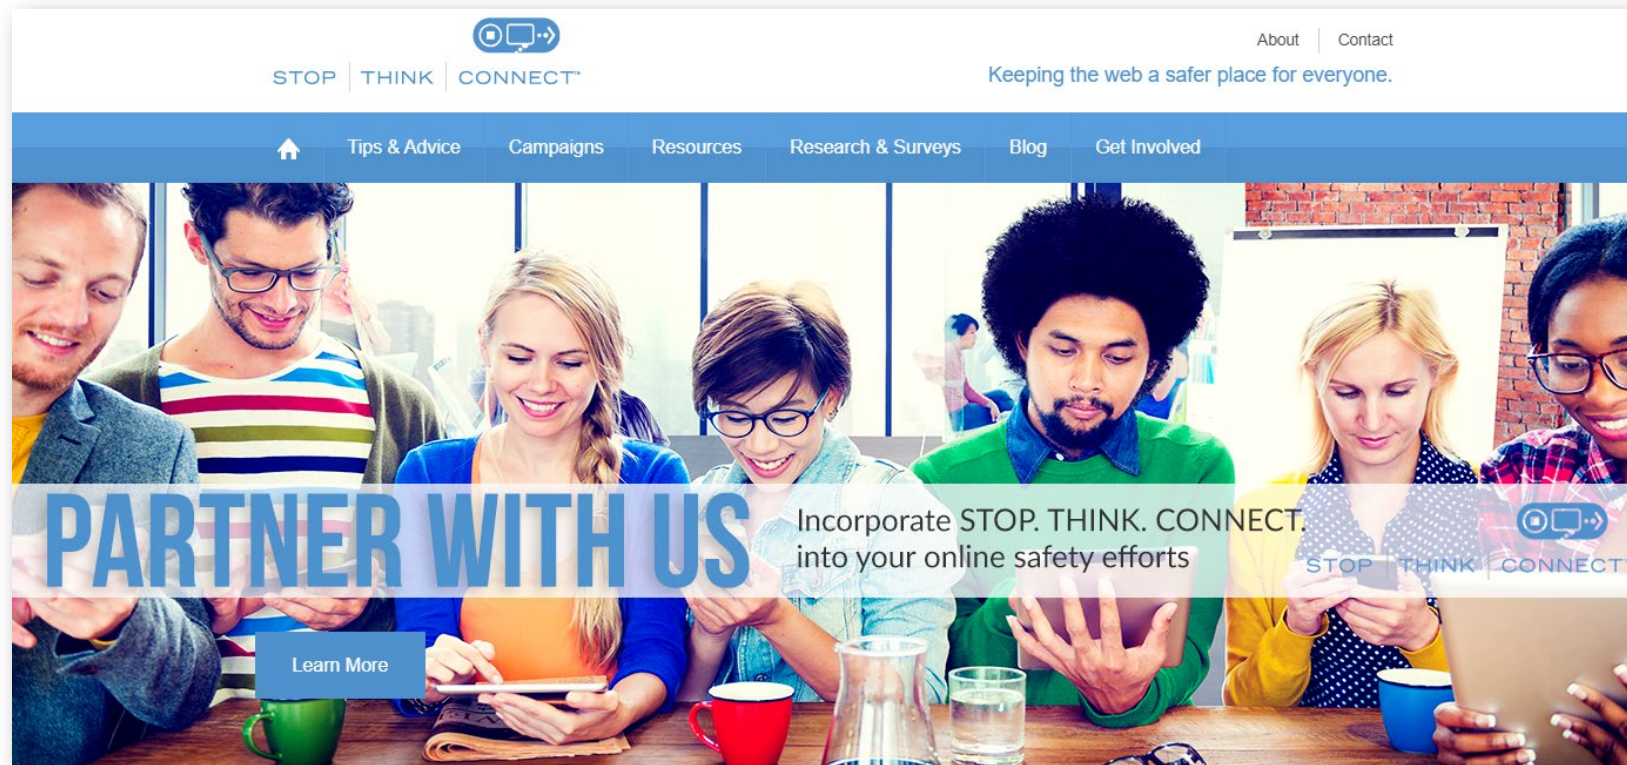 About
Contact
STOP | THINK | CONNECT™
Keeping the web a safer place for everyone.
Tips & Advice
Campaigns
Resources
Research & Surveys
Blog
Get Involved
PARTNER WITH US
Incorporate STOP. THINK. CONNECT.
into your online safety efforts
STOP | THINK | CONNECT
Learn More